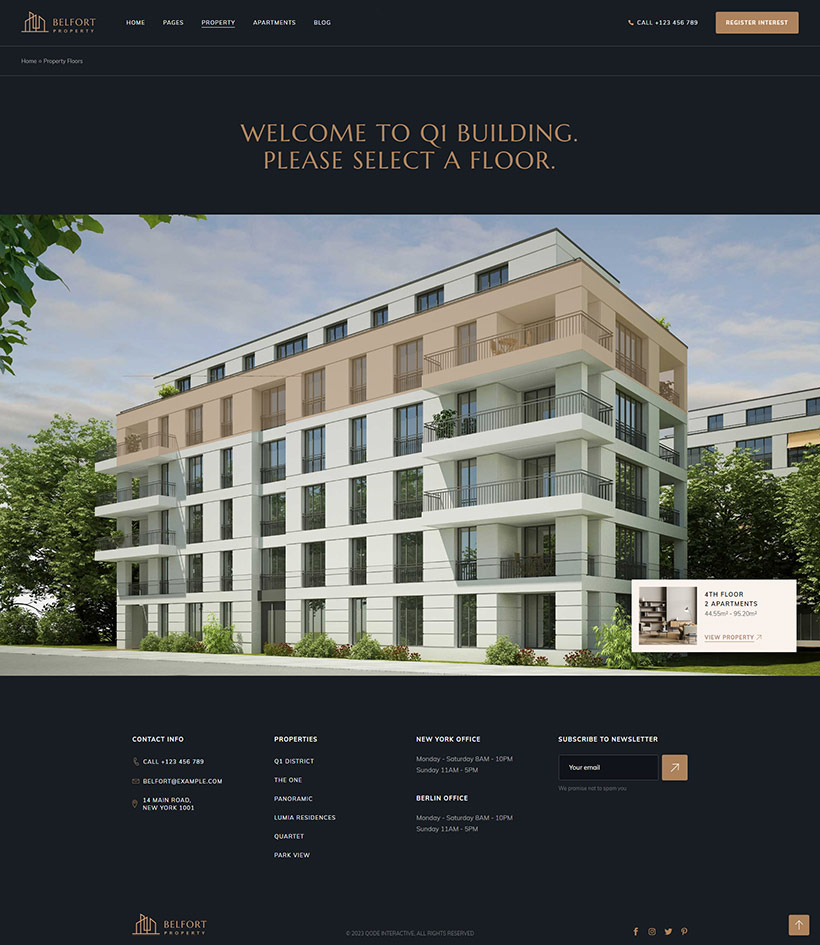 BELFORT
PROPERTY
HOME
PAGES
PROPERTY
APARTMENTS
BLOG
CALL +123 456 789
REGISTER INTEREST
Home » Property Floors
WELCOME TO Q1 BUILDING.
PLEASE SELECT A FLOOR.
4TH FLOOR
2 APARTMENTS
44,55m² - 95,20m²
VIEW PROPERTY
CONTACT INFO
CALL +123 456 789
BELFORT@EXAMPLE.COM
14 MAIN ROAD,
NEW YORK 1001
PROPERTIES
Q1 DISTRICT
THE ONE
PANORAMIC
LUMIA RESIDENCES
QUARTET
PARK VIEW
NEW YORK OFFICE
Monday - Saturday 8AM - 10PM
Sunday 11AM - 5PM
BERLIN OFFICE
Monday - Saturday 8AM - 10PM
Sunday 11AM - 5PM
SUBSCRIBE TO NEWSLETTER
Your email
We promise not to spam you.
BELFORT
PROPERTY
© 2023 QODE INTERACTIVE, ALL RIGHTS RESERVED